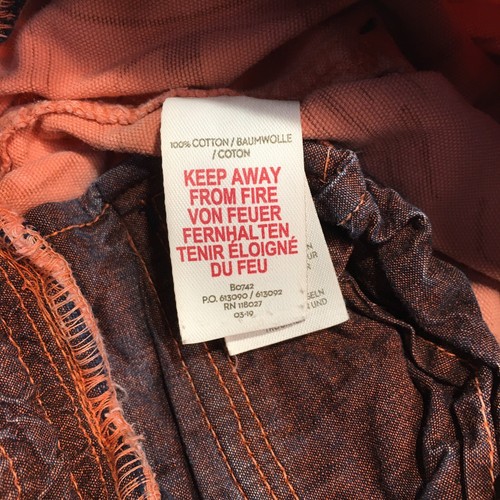 100% COTTON / BAUMWOLLE
/ COTON
KEEP AWAY
FROM FIRE
VON FEUER
FERNHALTEN
TENIR ÉLOIGNÉ
DU FEU
B0742
P.O. 613090 / 613092
RN 118027
03-19